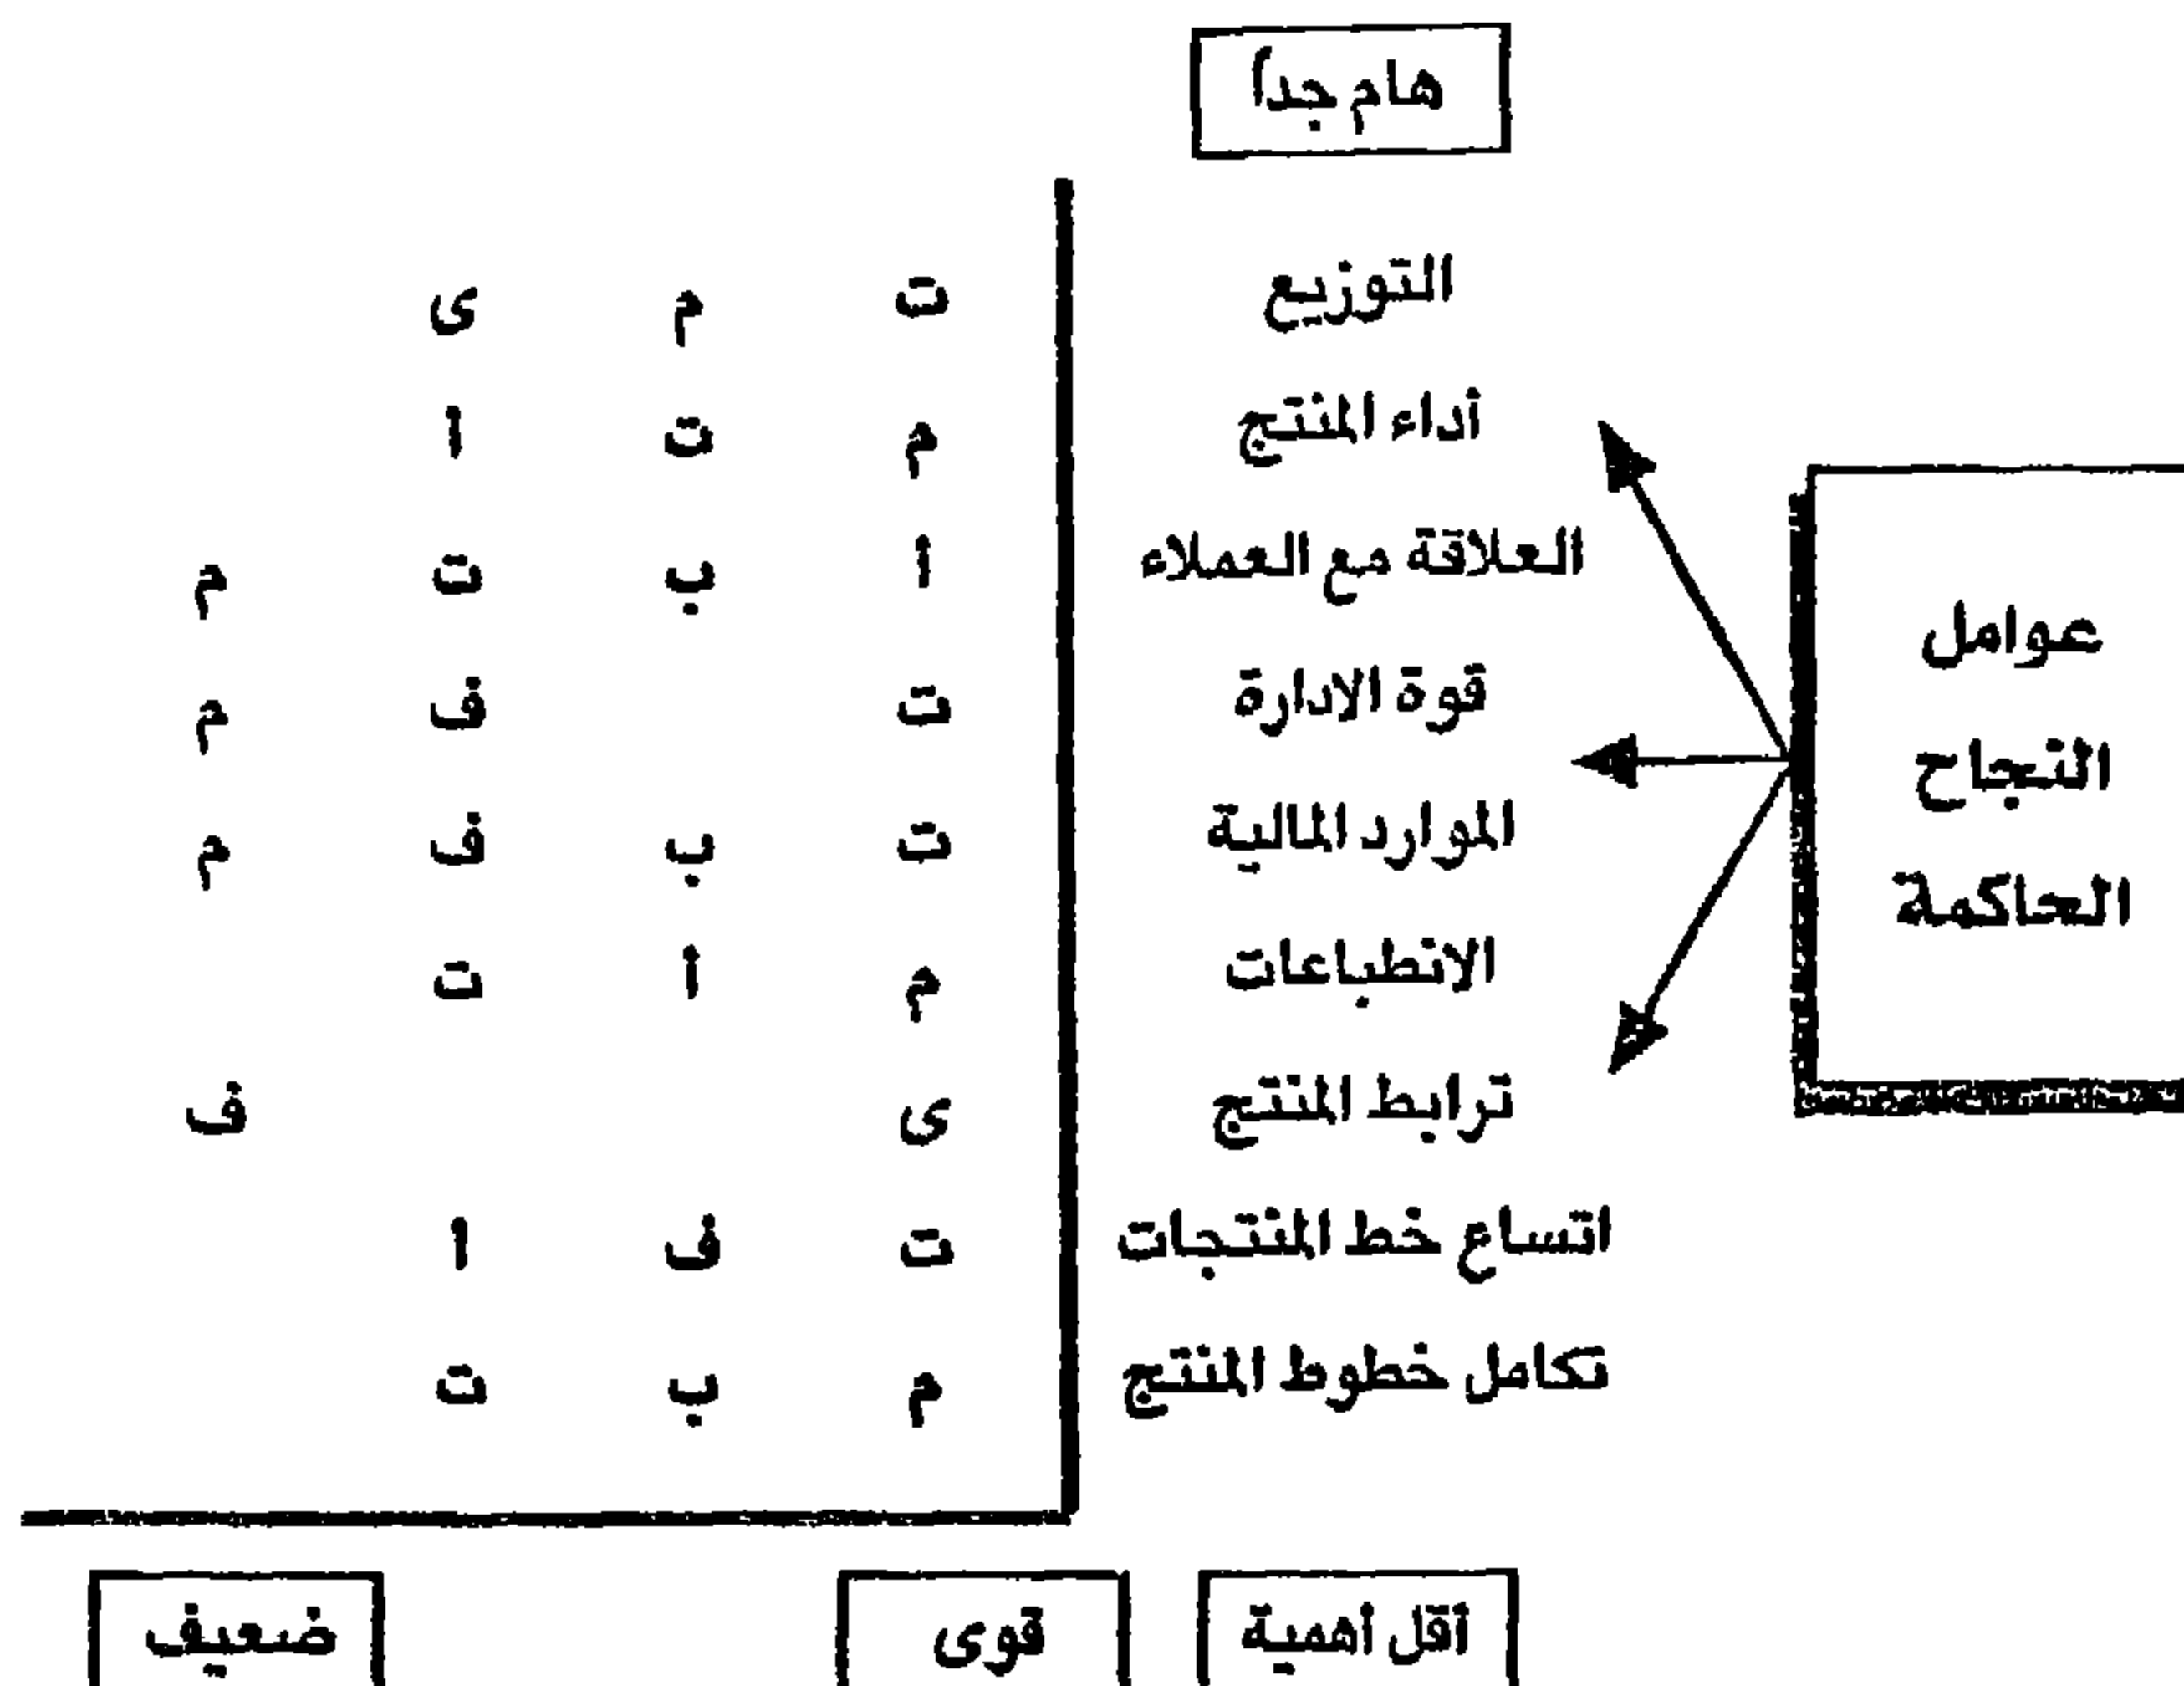 هام جدا
التوزيع ت م ى
أداء المنتج م ت ا
العلاقة مع العملاء ا ب ت م
عوامل
قوة الادارة ت ف م
النجاح
الموارد المالية ت ب ف م
الحاكمة
الانطباعات م أ ت
ترابط المنتج ى ف
اتساع خط المنتجات ت ف ا
تكامل خطوط المنتج م ب ت
أقل أهمية قوى ضعيف